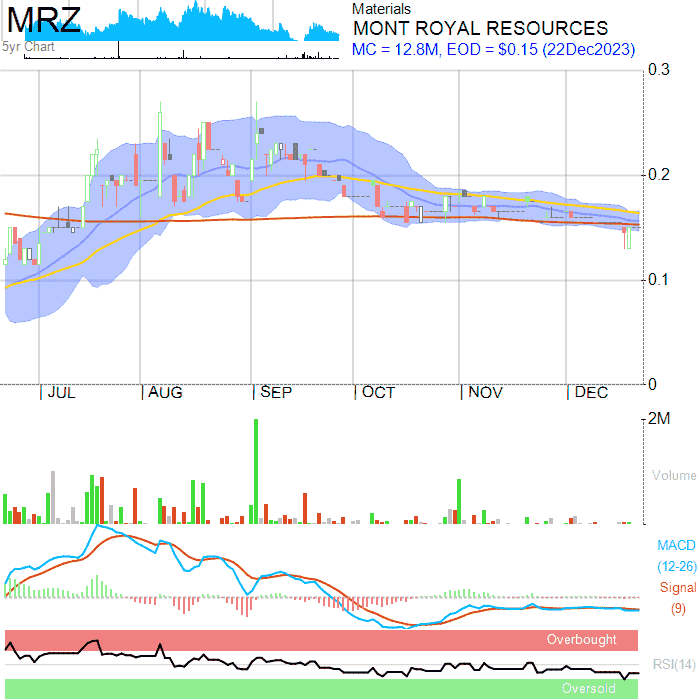 MRZ
5yr Chart
Materials
MONT ROYAL RESOURCES
MC = 12.8M, EOD = $0.15 (22Dec2023)
0.3
0.2
0.1
0
JUL AUG SEP OCT NOV DEC
2M
Volume
MACD
(12-26)
Signal
(9)
Overbought
RSI(14)
Oversold